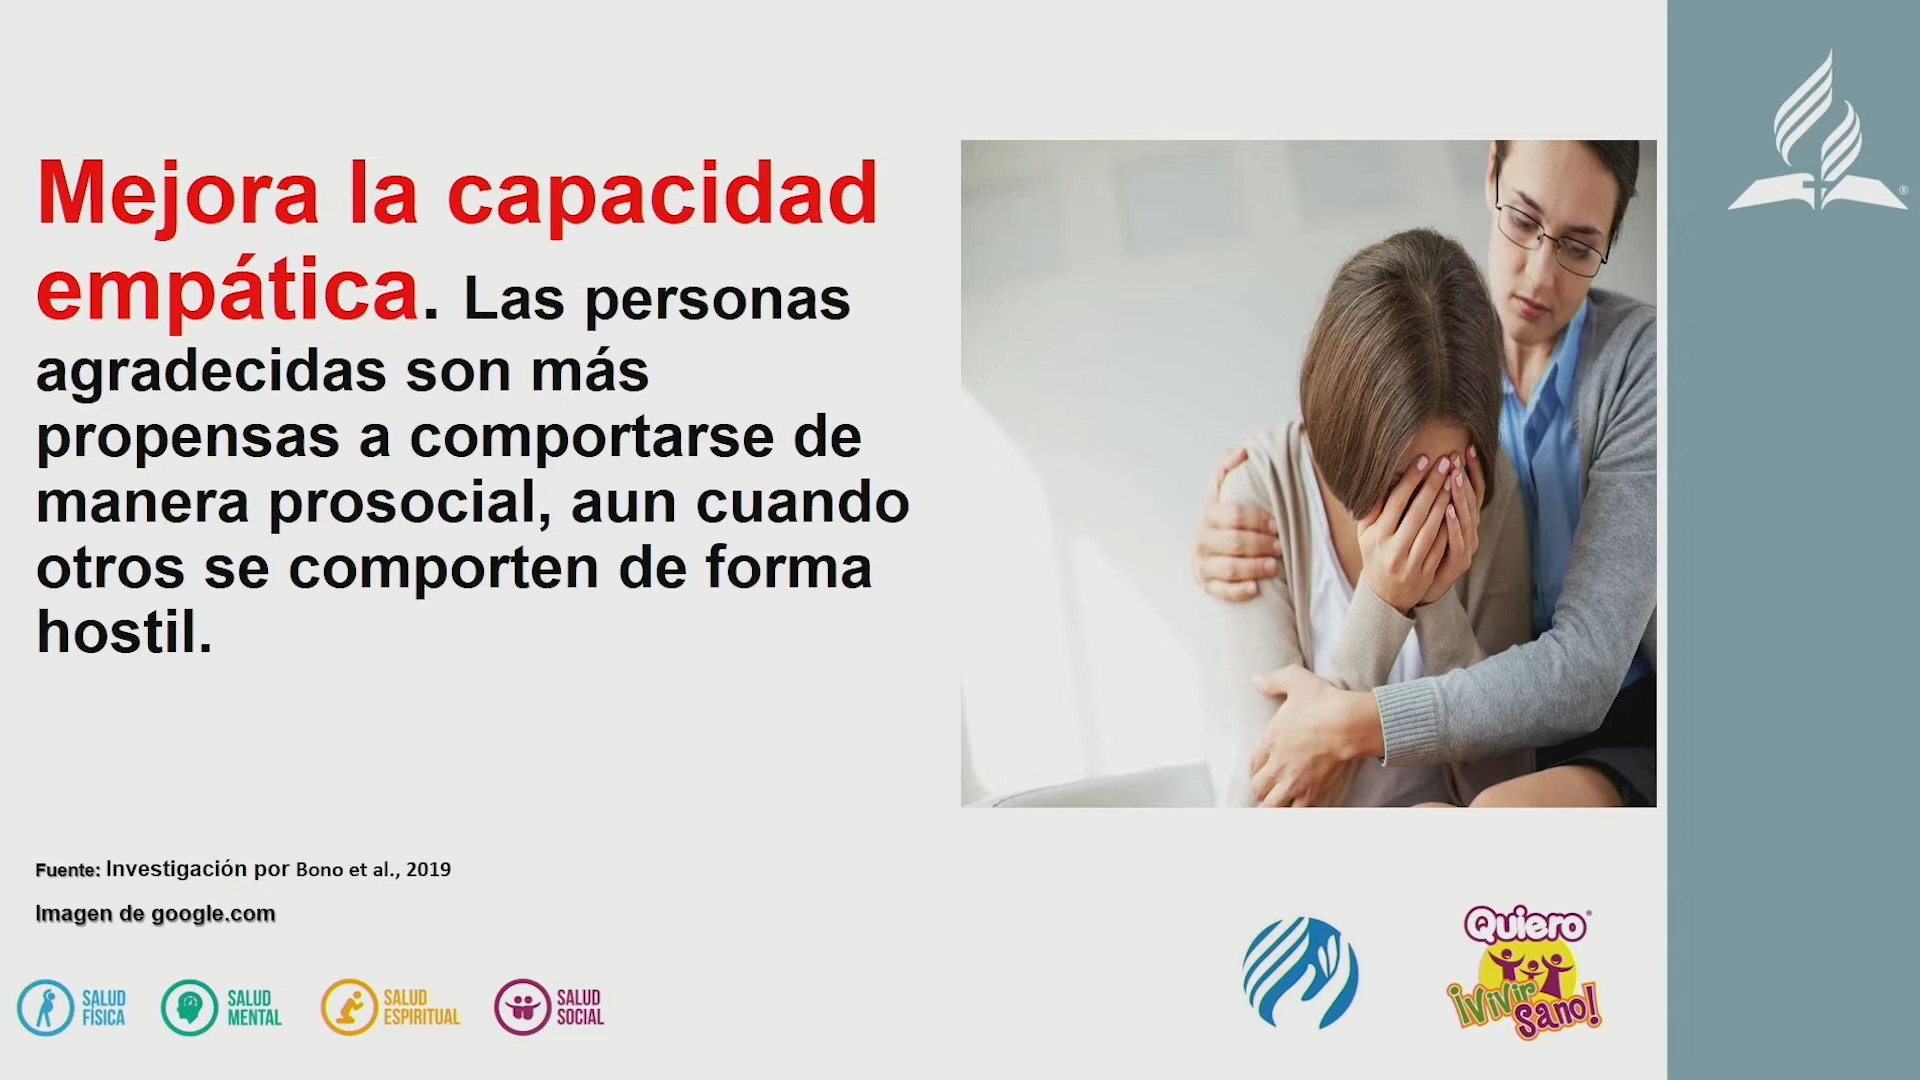 Mejora la capacidad
empática. Las personas
agradecidas son más
propensas a comportarse de
manera prosocial, aun cuando
otros se comporten de forma
hostil.
Fuente: Investigación por Bono et al., 2019
Imagen de google.com
SALUD
FÍSICA
SALUD
MENTAL
SALUD
ESPIRITUAL
SALUD
SOCIAL
Quiero®
¡Vivir
Sano!
®